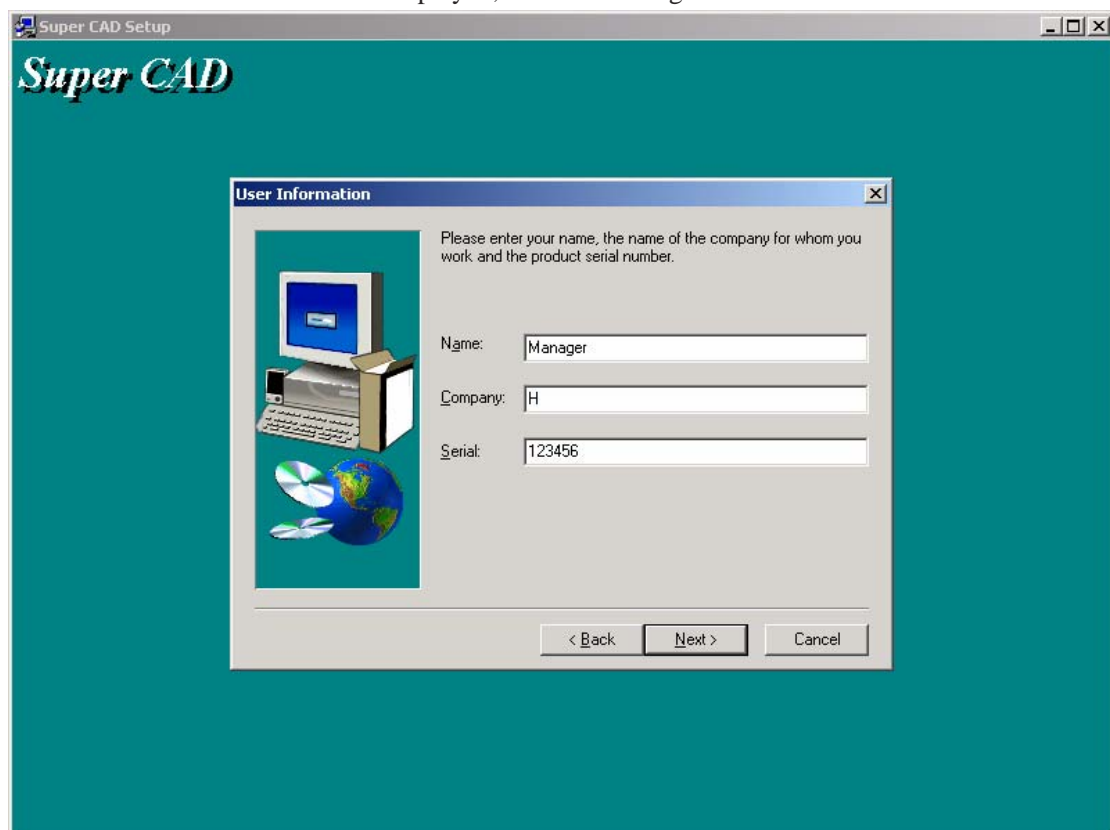 Super CAD Setup
Super CAD
User Information
Please enter your name, the name of the company for whom you
work and the product serial number.
Name: Manager
Company: H
Serial: 123456
< Back Next > Cancel